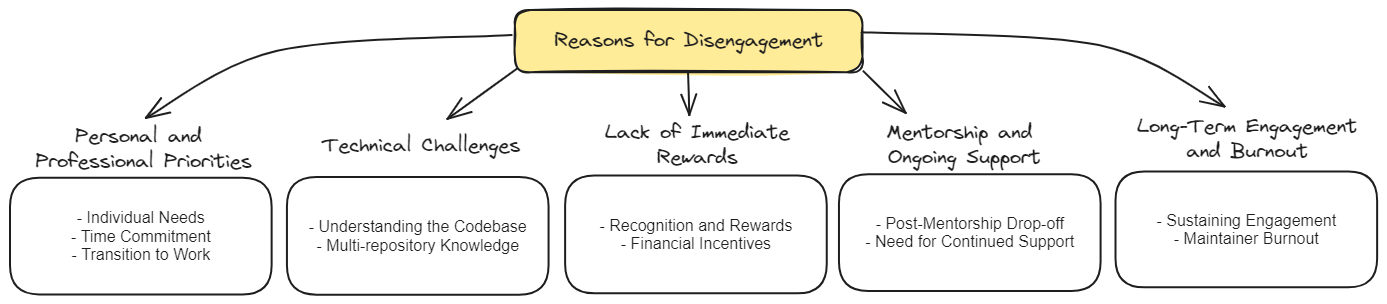 Reasons for Disengagement
Personal and
Professional Priorities
- Individual Needs
- Time Commitment
- Transition to Work
Technical Challenges
- Understanding the Codebase
- Multi-repository Knowledge
Lack of Immediate
Rewards
- Recognition and Rewards
- Financial Incentives
Mentorship and
Ongoing Support
- Post-Mentorship Drop-off
- Need for Continued Support
Long-Term Engagement
and Burnout
- Sustaining Engagement
- Maintainer Burnout